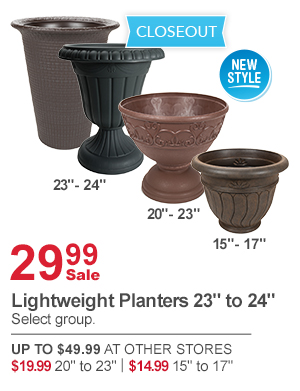 CLOSEOUT
NEW
STYLE
23"- 24"
20"- 23"
15"- 17"
29.99
Sale
Lightweight Planters 23" to 24"
Select group.
UP TO $49.99 AT OTHER STORES
$19.99 20" to 23" | $14.99 15" to 17"